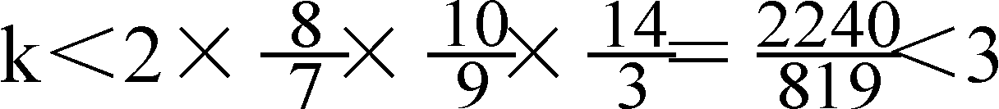 k<2× 8/7 × 10/9 × 14/3 = 2240/819 <3